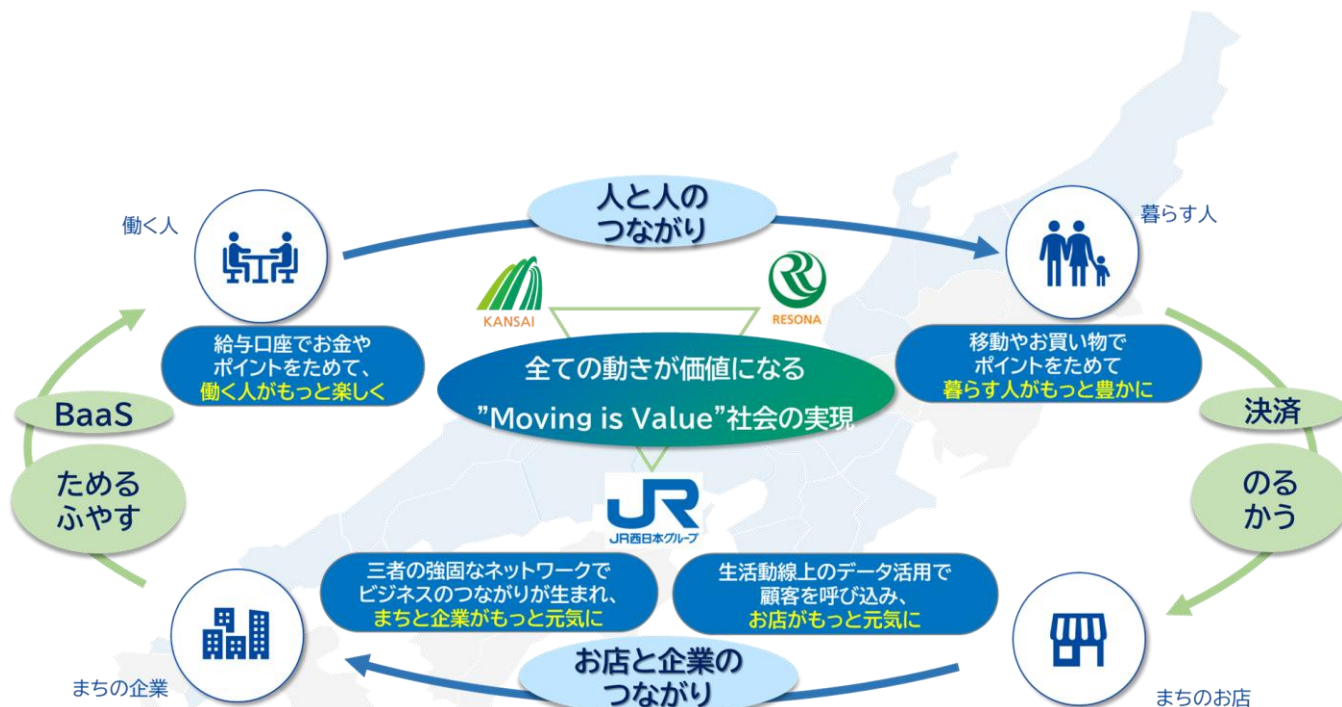 人と人の
つながり
働く人
暮らす人
KANSAI
RESONA
給与口座でお金や
ポイントをためて、
働く人がもっと楽しく
移動やお買い物で
ポイントをためて
暮らす人がもっと豊かに
全ての動きが価値になる
”Moving is Value”社会の実現
BaaS
ためる
ふやす
決済
のる
かう
JR
JR西日本グループ
三者の強固なネットワークで
ビジネスのつながりが生まれ、
まちと企業がもっと元気に
生活動線上のデータ活用で
顧客を呼び込み、
お店がもっと元気に
お店と企業の
つながり
まちの企業
まちのお店